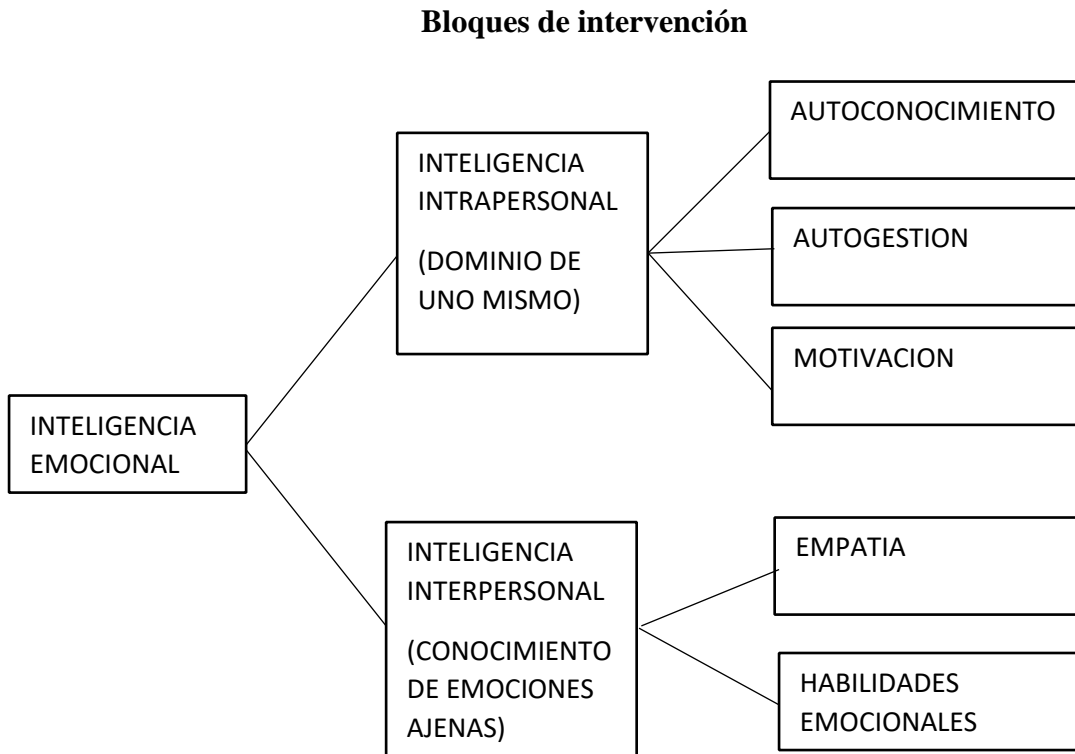 Bloques de intervención
INTELIGENCIA
EMOCIONAL
INTELIGENCIA
INTRAPERSONAL
(DOMINIO DE
UNO MISMO)
AUTOCONOCIMIENTO
AUTOGESTION
MOTIVACION
INTELIGENCIA
INTERPERSONAL
(CONOCIMIENTO
DE EMOCIONES
AJENAS)
EMPATIA
HABILIDADES
EMOCIONALES